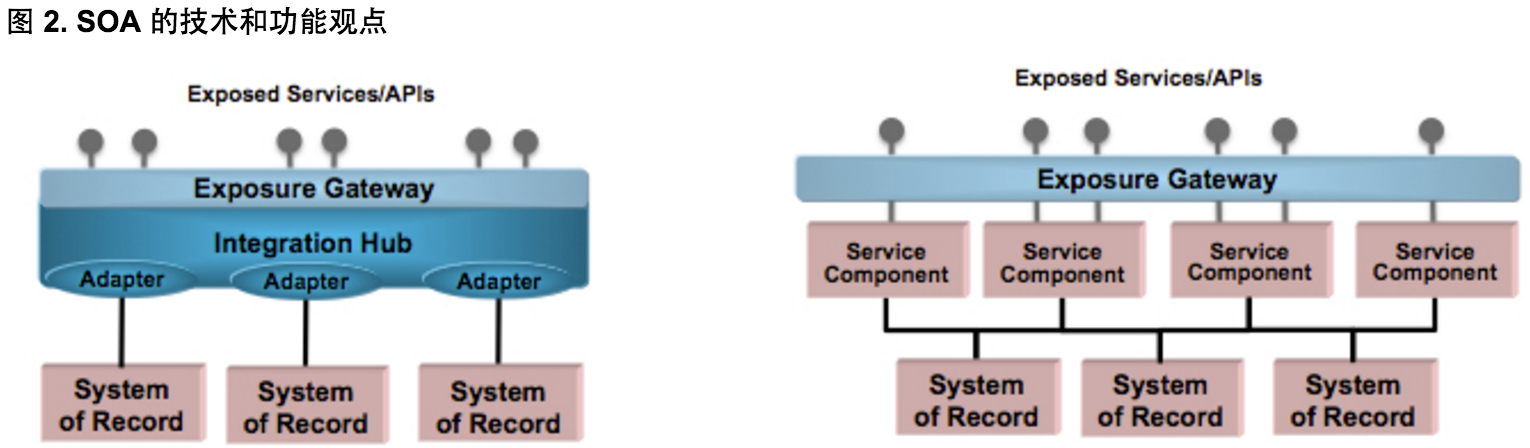 图 2. SOA 的技术和功能观点
Exposed Services/APIs
Exposure Gateway
Integration Hub
Adapter
Adapter
Adapter
System
of Record
System
of Record
System
of Record
Exposed Services/APIs
Exposure Gateway
Service
Component
Service
Component
Service
Component
Service
Component
System
of Record
System
of Record
System
of Record